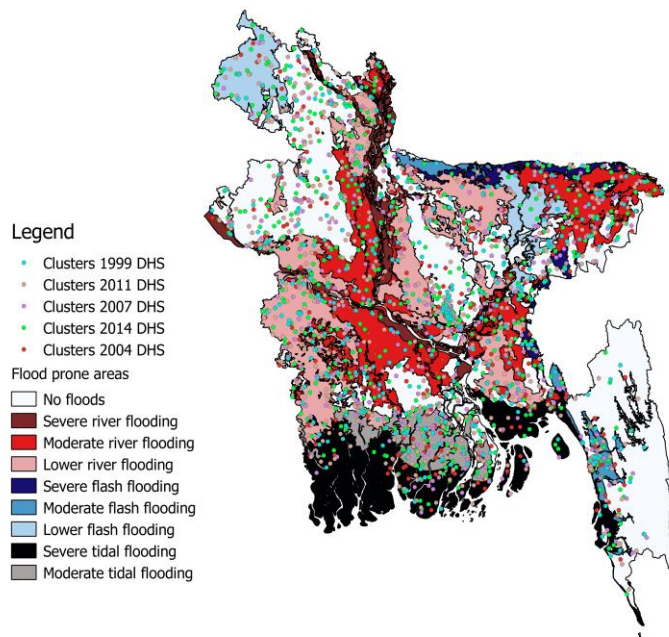 Legend
Clusters 1999 DHS
Clusters 2011 DHS
Clusters 2007 DHS
Clusters 2014 DHS
Clusters 2004 DHS
Flood prone areas
No floods
Severe river flooding
Moderate river flooding
Lower river flooding
Severe flash flooding
Moderate flash flooding
Lower flash flooding
Severe tidal flooding
Moderate tidal flooding